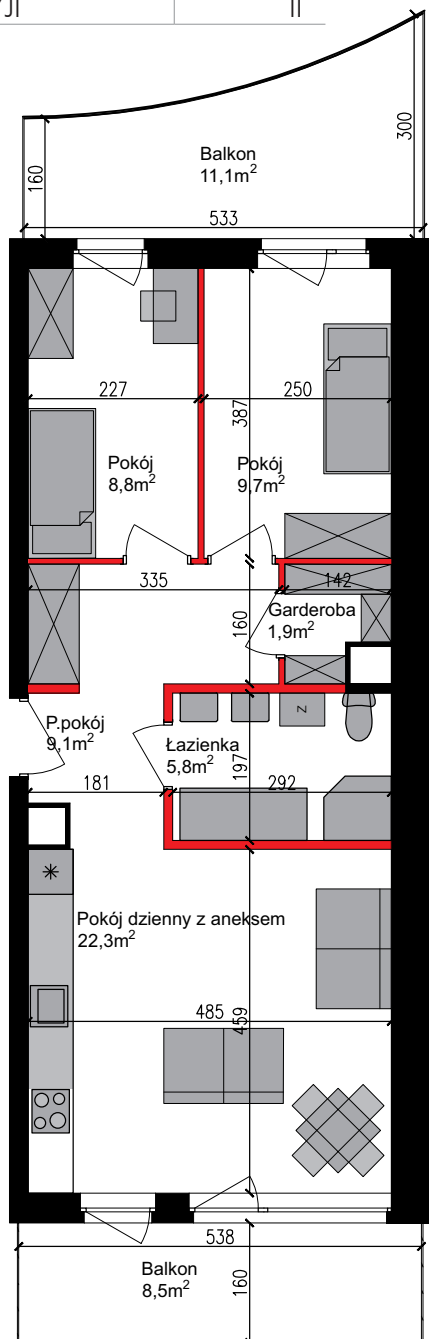 II
300
Balkon
11,1m²
160
533
227
250
387
Pokój
8,8m²
Pokój
9,7m²
335
142
160
Garderoba
1,9m²
P.pokój
9,1m²
Łazienka
5,8m²
Z
197
181
292
Pokój dzienny z aneksem
22,3m²
485
459
538
Balkon
8,5m²
160